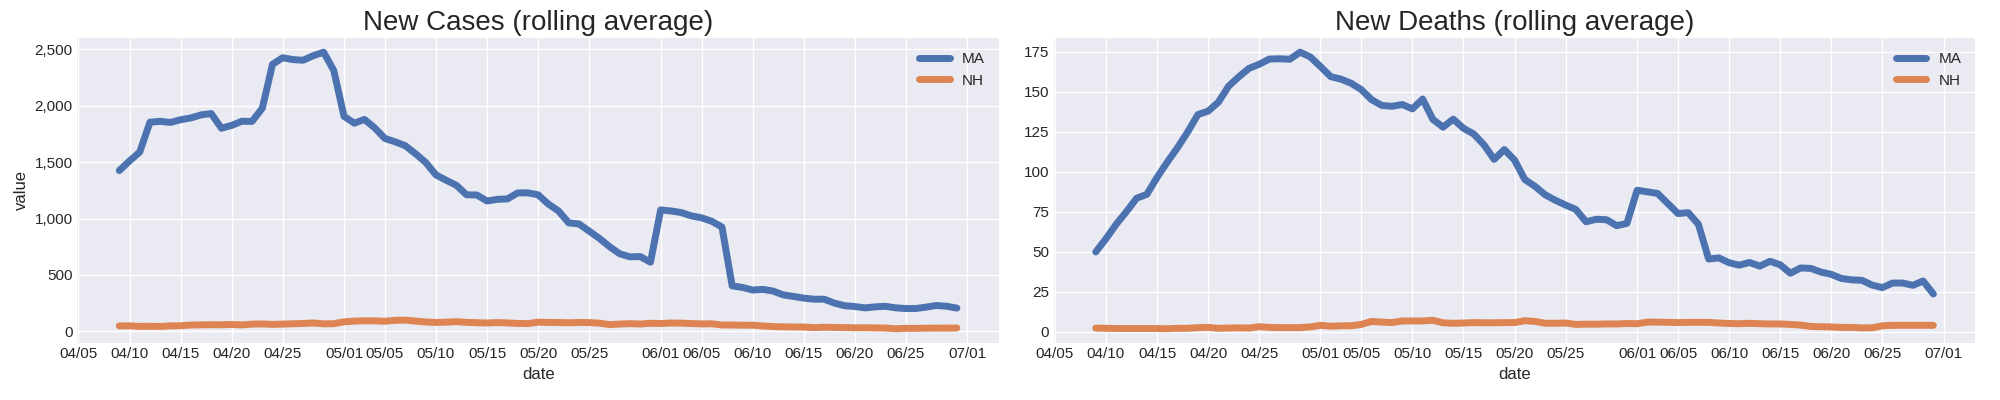 New Cases (rolling average)
2,500
2,000
1,500
1,000
500
0
value
MA
NH
04/05 04/10 04/15 04/20 04/25 05/01 05/05 05/10 05/15 05/20 05/25 06/01 06/05 06/10 06/15 06/20 06/25 07/01
date
New Deaths (rolling average)
175
150
125
100
75
50
25
0
MA
NH
04/05 04/10 04/15 04/20 04/25 05/01 05/05 05/10 05/15 05/20 05/25 06/01 06/05 06/10 06/15 06/20 06/25 07/01
date